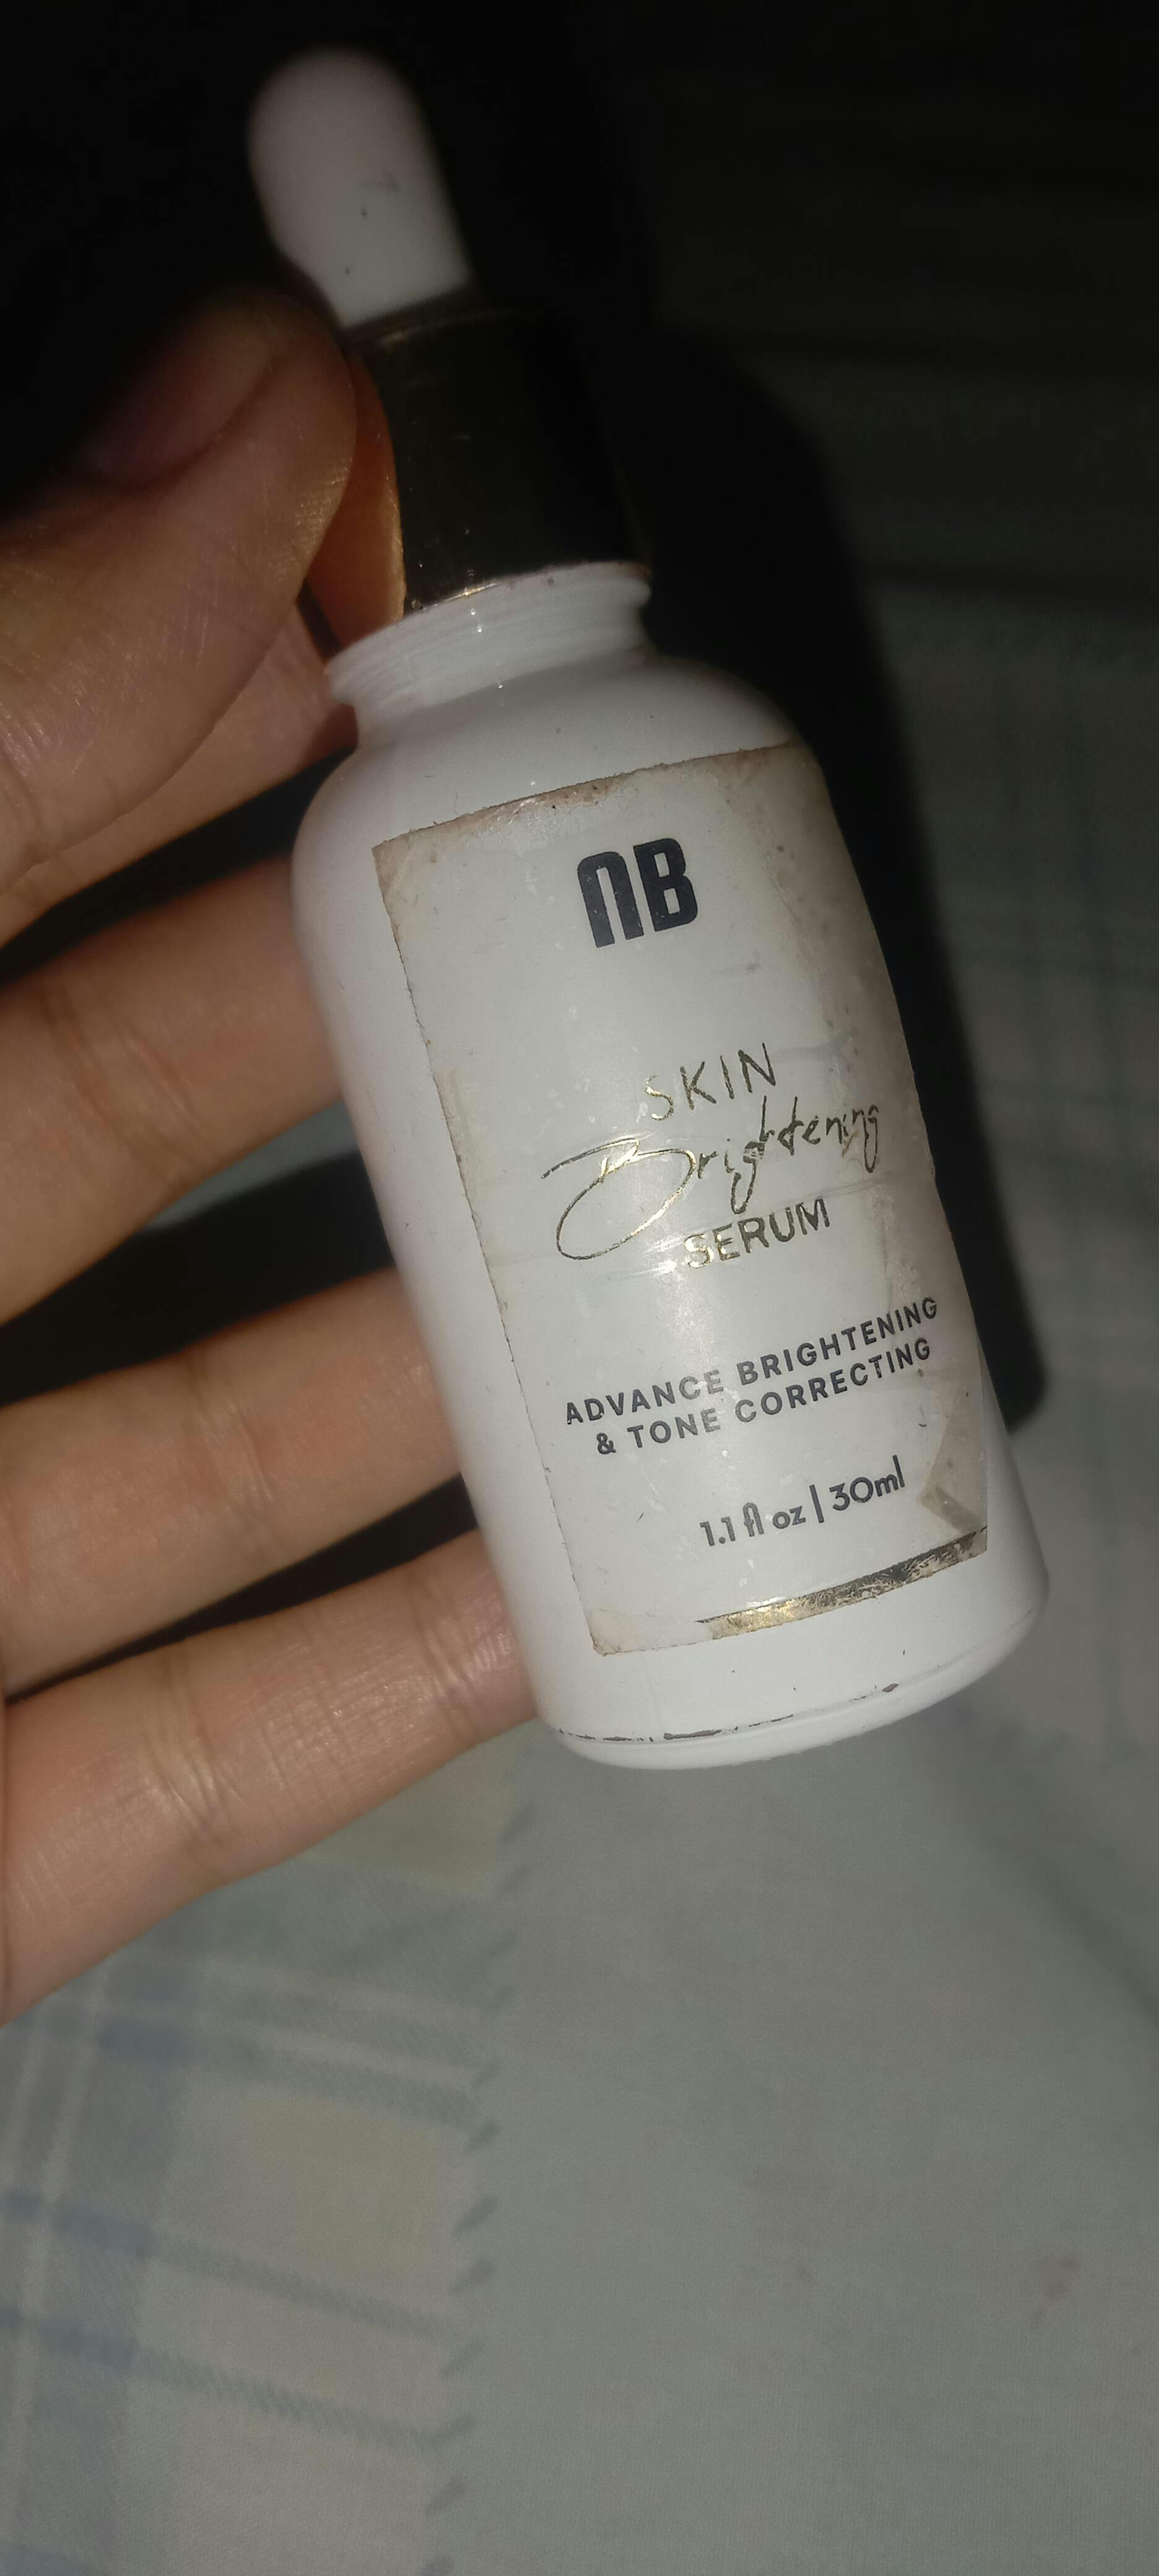 NB
SKIN
Brightening
SERUM
ADVANCE BRIGHTENING
& TONE CORRECTING
1.1 fl oz | 30ml